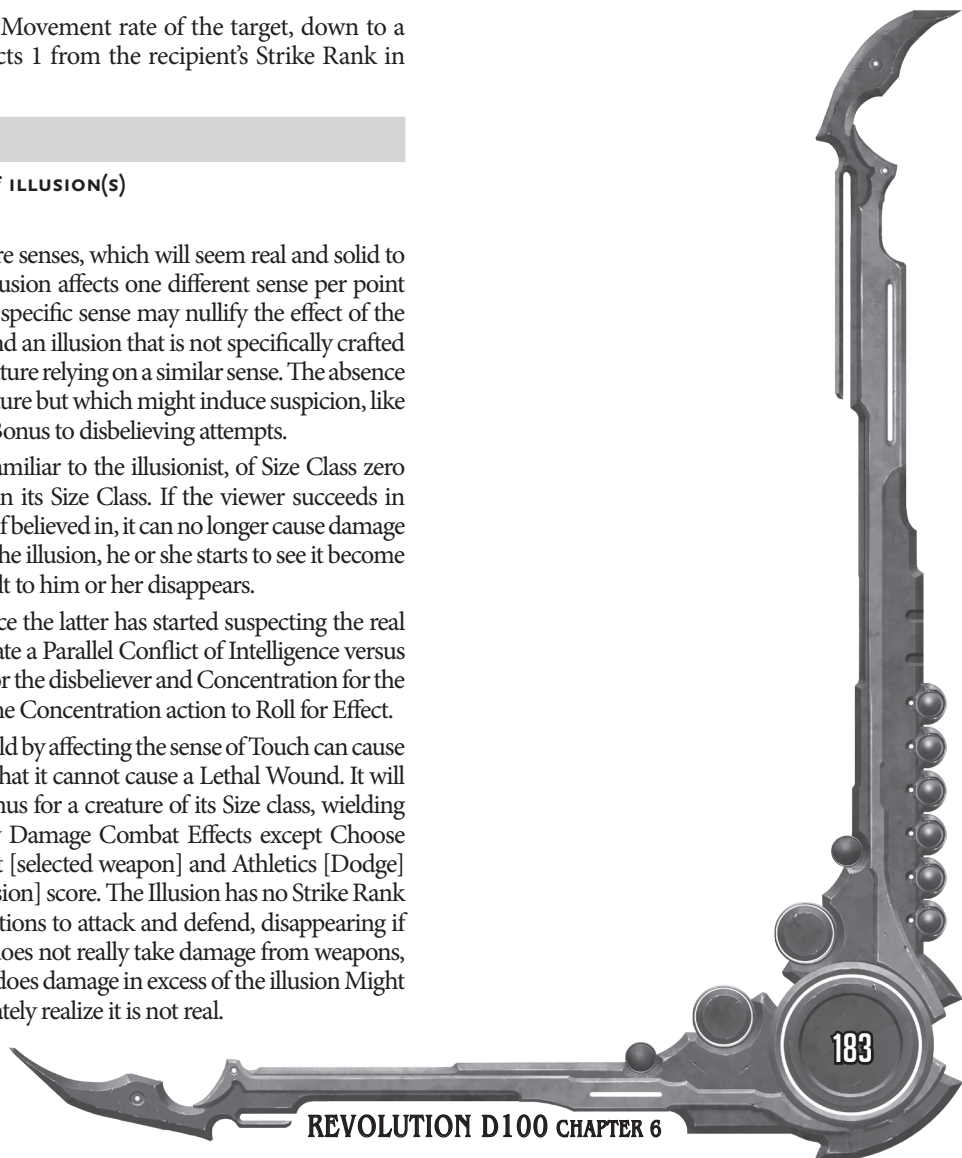 Movement rate of the target, down to a
cts 1 from the recipient's Strike Rank in
ILLUSION(S)
re senses, which will seem real and solid to
usion affects one different sense per point
specific sense may nullify the effect of the
nd an illusion that is not specifically crafted
ture relying on a similar sense. The absence
ure but which might induce suspicion, like
Bonus to disbelieving attempts.
amiliar to the illusionist, of Size Class zero
n its Size Class. If the viewer succeeds in
f believed in, it can no longer cause damage
he illusion, he or she starts to see it become
lt to him or her disappears.
ce the latter has started suspecting the real
ate a Parallel Conflict of Intelligence versus
or the disbeliever and Concentration for the
he Concentration action to Roll for Effect.
ld by affecting the sense of Touch can cause
hat it cannot cause a Lethal Wound. It will
nus for a creature of its Size class, wielding
Damage Combat Effects except Choose
t [selected weapon] and Athletics [Dodge]
sion] score. The Illusion has no Strike Rank
tions to attack and defend, disappearing if
does not really take damage from weapons,
does damage in excess of the illusion Might
ately realize it is not real.
183
REVOLUTION D100 CHAPTER 6